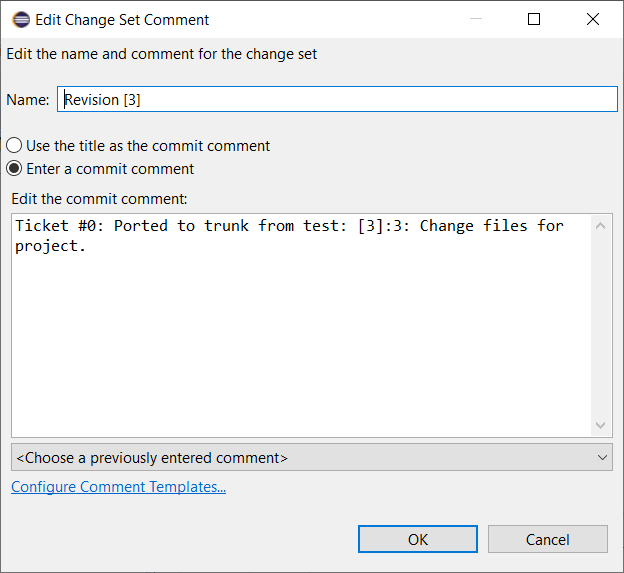 Edit Change Set Comment
Edit the name and comment for the change set
Name: Revision [3]
Use the title as the commit comment
Enter a commit comment
Edit the commit comment:
Ticket #0: Ported to trunk from test: [3]:3: Change files for
project.
<Choose a previously entered comment>
Configure Comment Templates...
OK Cancel